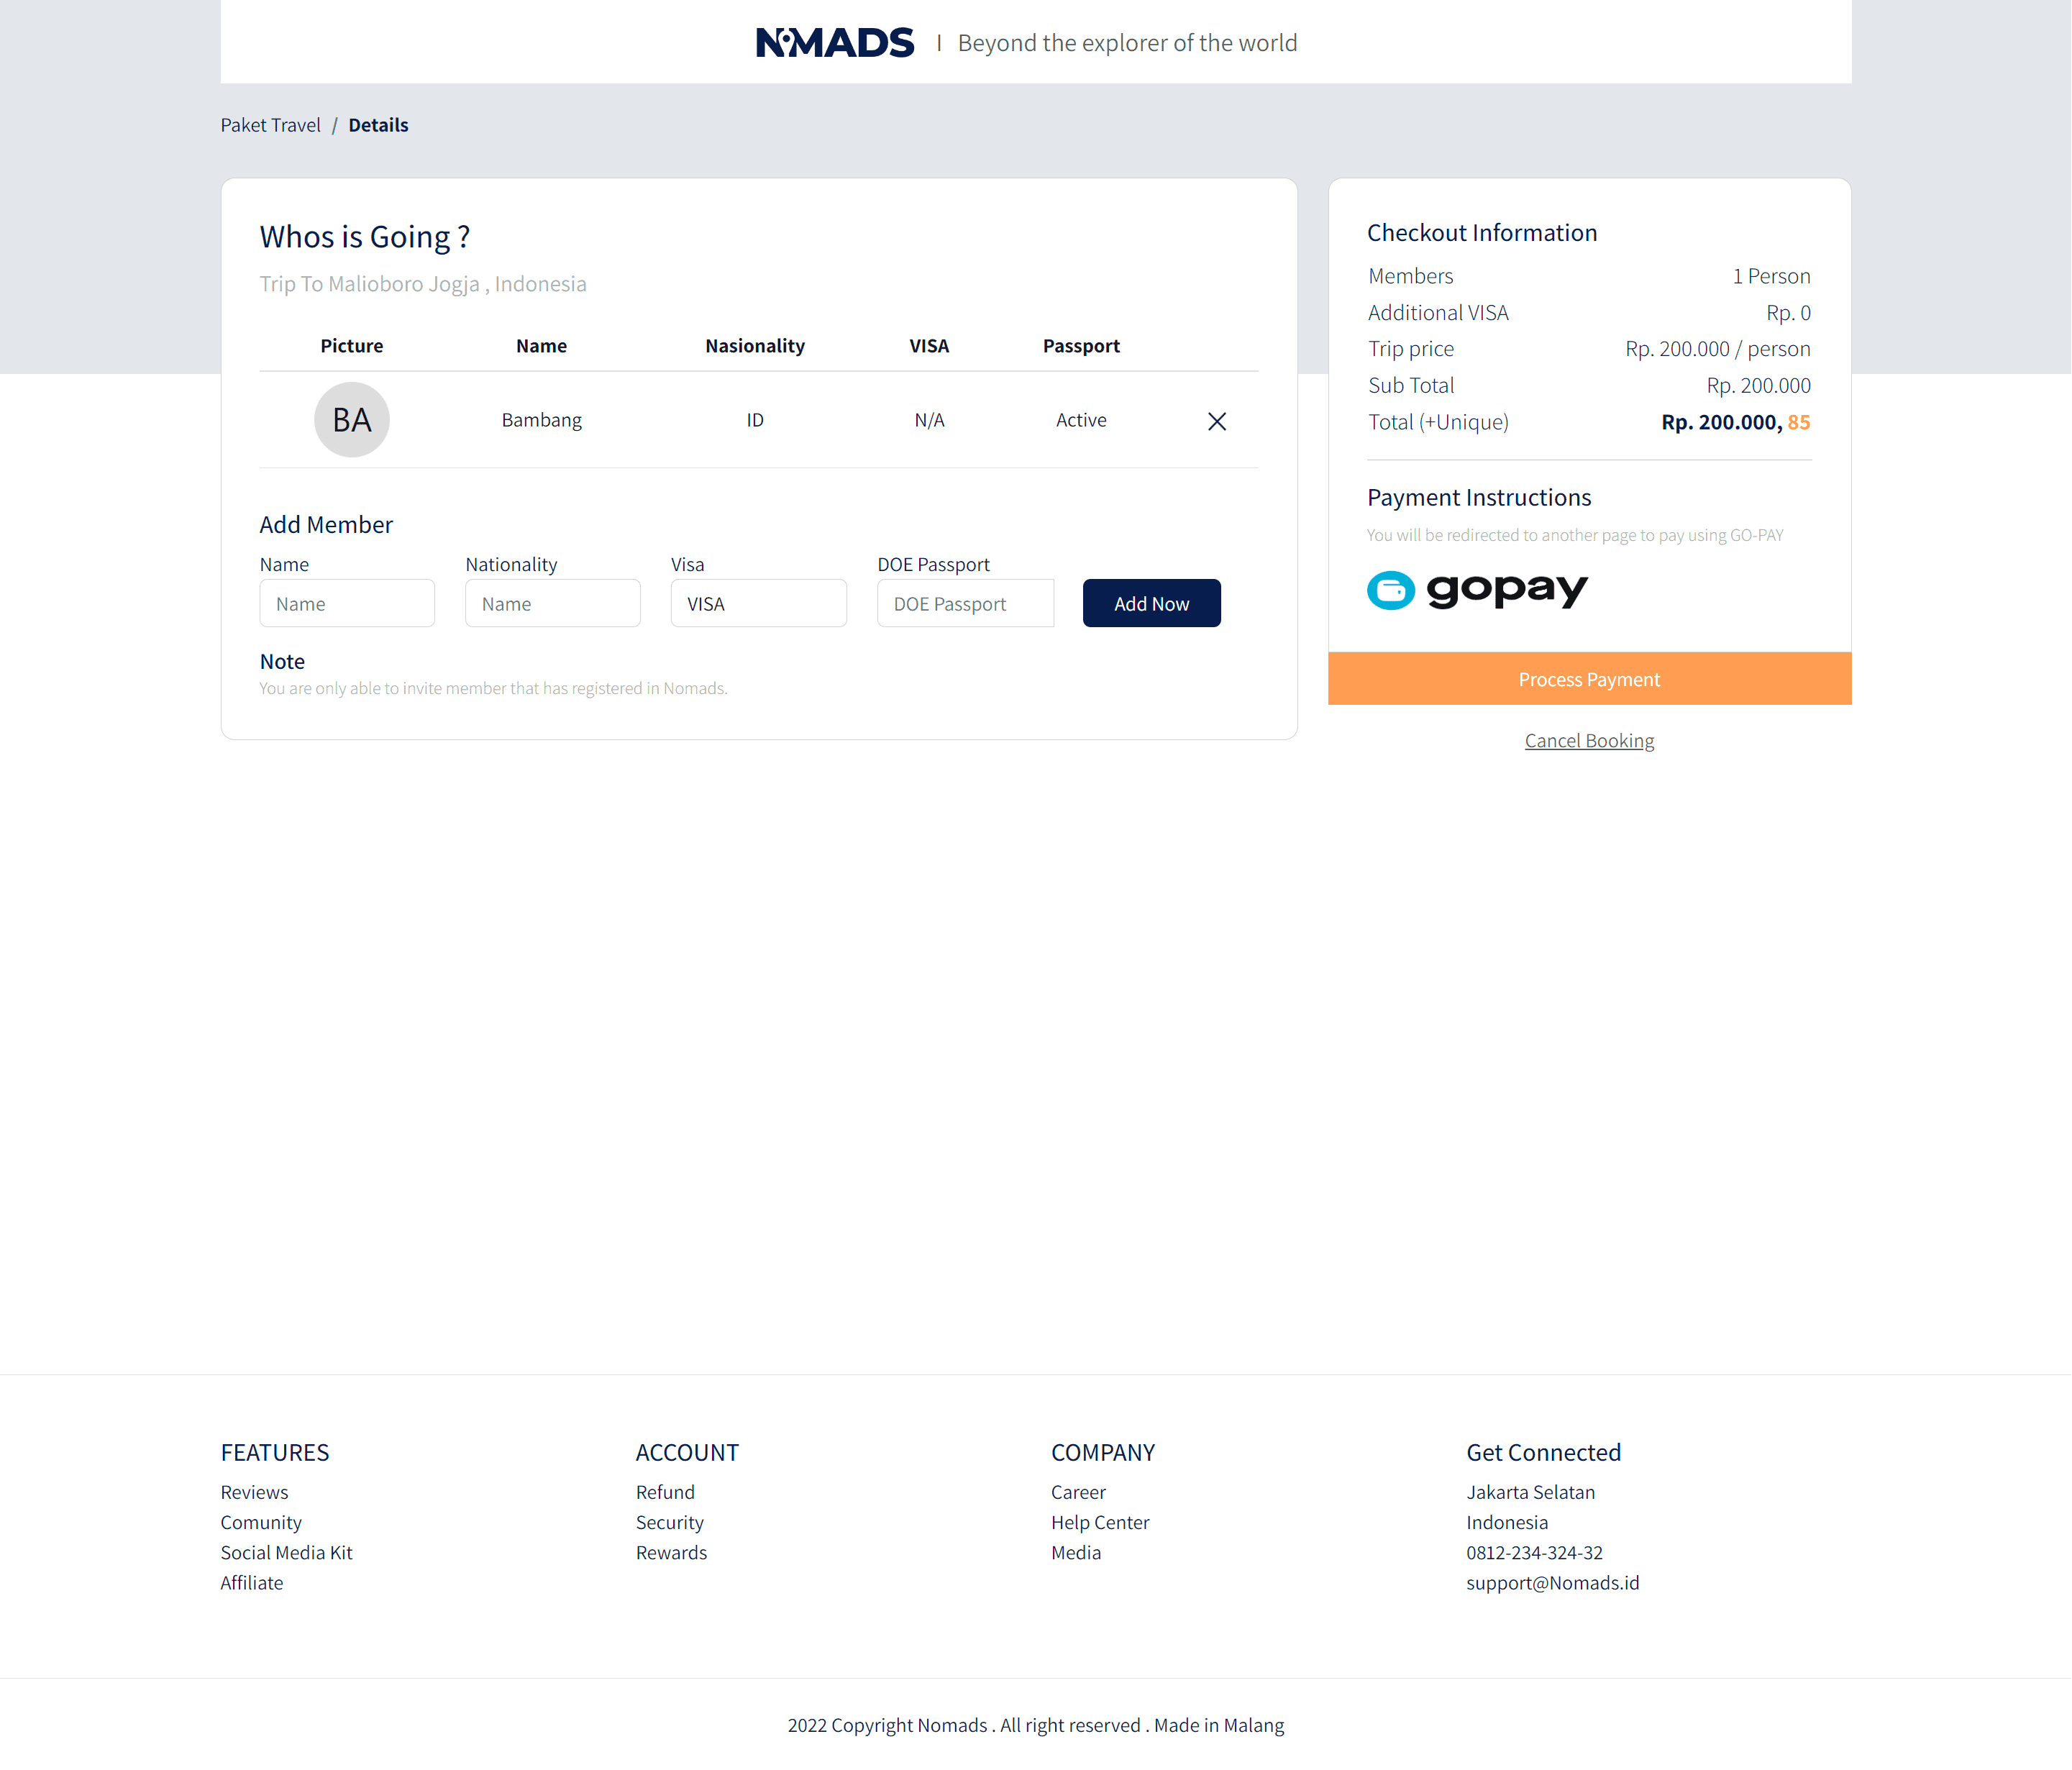 NOMADS | Beyond the explorer of the world
Paket Travel / Details
Whos is Going ?
Trip To Malioboro Jogja , Indonesia
Picture Name Nasionality VISA Passport
BA Bambang ID N/A Active
Add Member
Name Nationality Visa DOE Passport
Name Name VISA DOE Passport Add Now
Note
You are only able to invite member that has registered in Nomads.
Checkout Information
Members 1 Person
Additional VISA Rp. 0
Trip price Rp. 200.000 / person
Sub Total Rp. 200.000
Total (+Unique) Rp. 200.000, 85
Payment Instructions
You will be redirected to another page to pay using GO-PAY
gopay
Process Payment
Cancel Booking
FEATURES
Reviews
Comunity
Social Media Kit
Affiliate
ACCOUNT
Refund
Security
Rewards
COMPANY
Career
Help Center
Media
Get Connected
Jakarta Selatan
Indonesia
0812-234-324-32
support@Nomads.id
2022 Copyright Nomads . All right reserved . Made in Malang